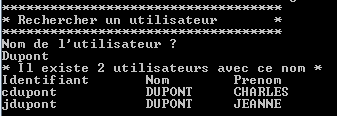 ***********************************
* Rechercher un utilisateur       *
***********************************
Nom de l'utilisateur ?
Dupont
* Il existe 2 utilisateurs avec ce nom *
Identifiant Nom Prenom
cdupont DUPONT CHARLES
jdupont DUPONT JEANNE